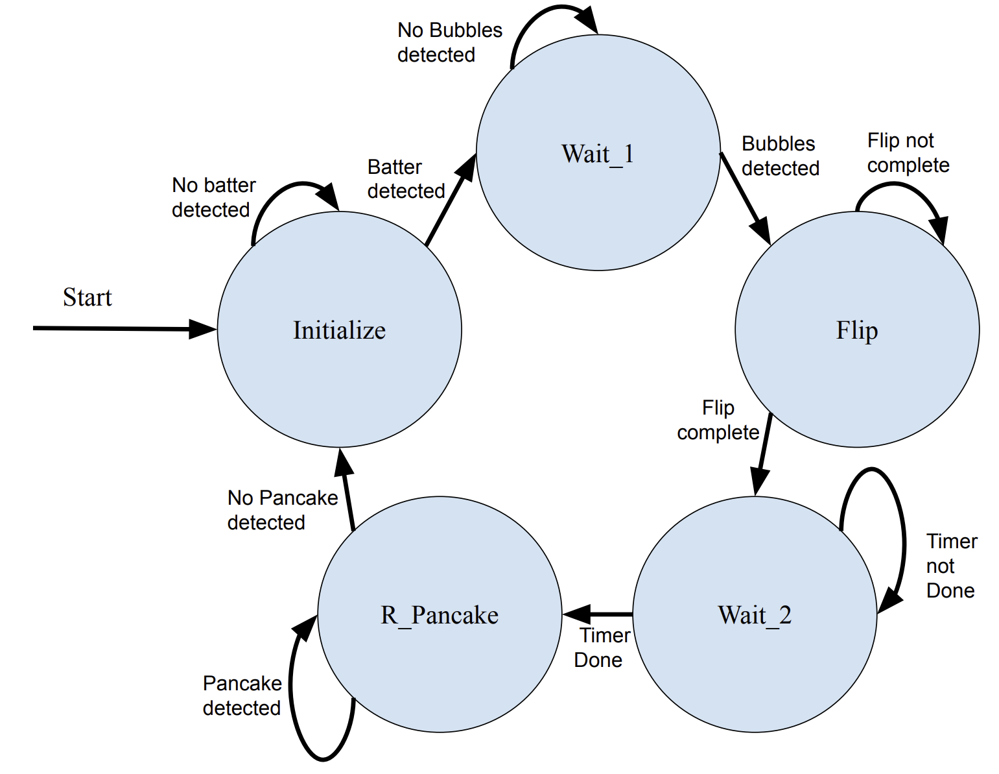 No Bubbles
detected
Wait_1
Bubbles
detected
Flip not
complete
Batter
detected
No batter
detected
Start
Initialize
Flip
Flip
complete
No Pancake
detected
Timer
not
Done
R_Pancake
Wait_2
Timer
Done
Pancake
detected